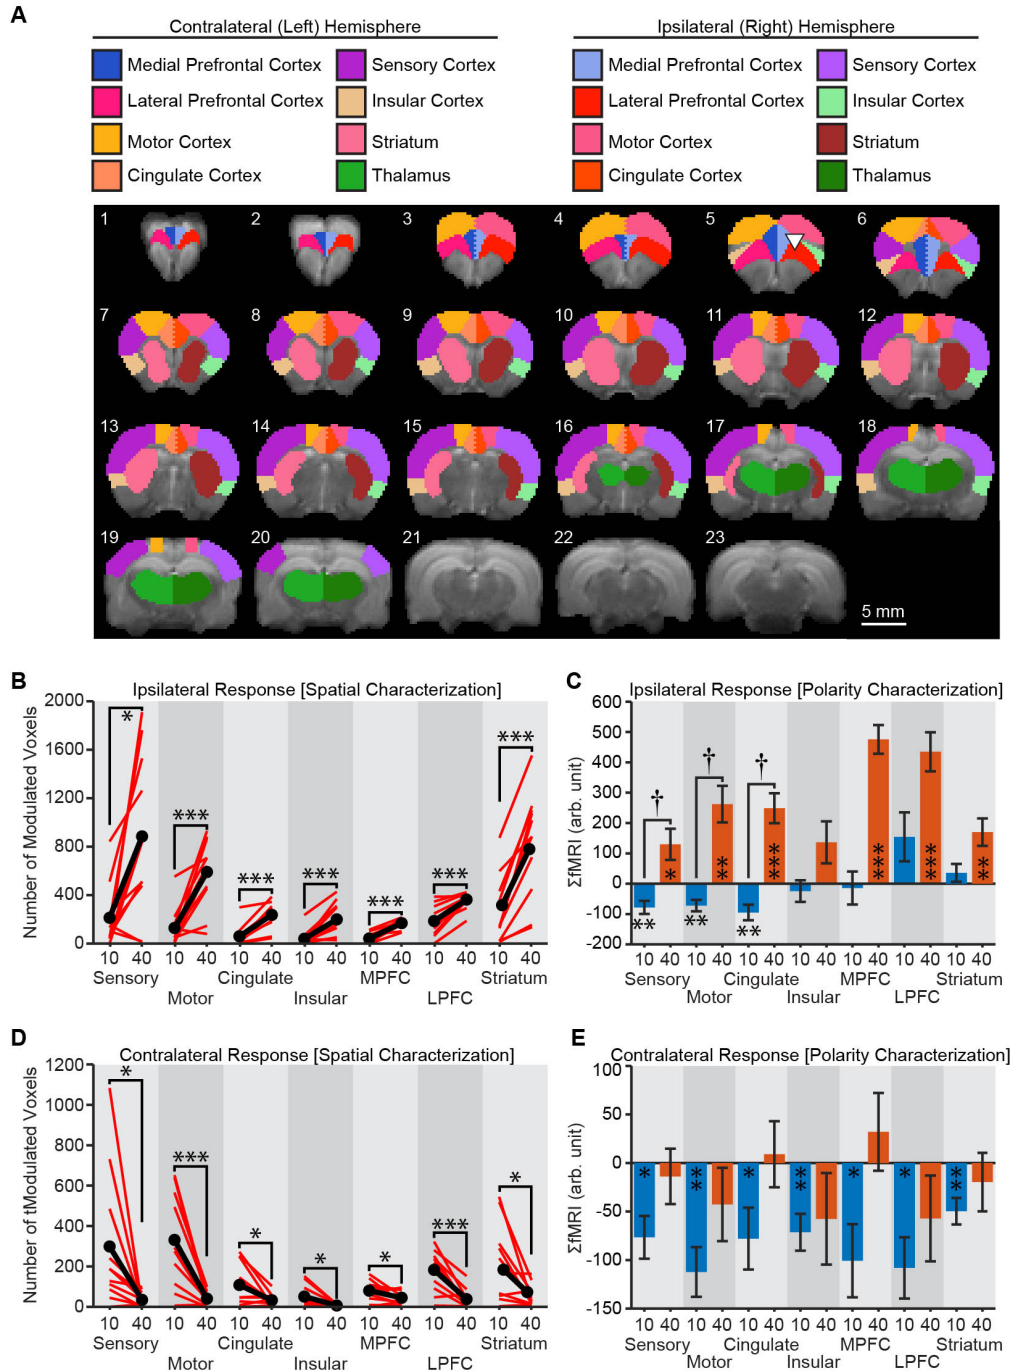 A
Contralateral (Left) Hemisphere
Ipsilateral (Right) Hemisphere
Medial Prefrontal Cortex
Sensory Cortex
Medial Prefrontal Cortex
Sensory Cortex
Lateral Prefrontal Cortex
Insular Cortex
Lateral Prefrontal Cortex
Insular Cortex
Motor Cortex
Striatum
Motor Cortex
Striatum
Cingulate Cortex
Thalamus
Cingulate Cortex
Thalamus
1 2 3 4 5 6
7 8 9 10 11 12
13 14 15 16 17 18
19 20 21 22 23
5 mm
B
Ipsilateral Response [Spatial Characterization]
Number of Modulated Voxels
2000
1600
1200
800
400
0
* *** *** *** *** *** ***
10 40 10 40 10 40 10 40 10 40 10 40 10 40
Sensory Cingulate MPFC Striatum
Motor Insular LPFC
C
Ipsilateral Response [Polarity Characterization]
ΣfMRI (arb. unit)
600
500
400
300
200
100
0
-100
-200
† † †
* ** *** *** *** **
** ** **
10 40 10 40 10 40 10 40 10 40 10 40 10 40
Sensory Cingulate MPFC Striatum
Motor Insular LPFC
D
Contralateral Response [Spatial Characterization]
Number of tModulated Voxels
1200
1000
800
600
400
200
0
* *** * * * *** *
10 40 10 40 10 40 10 40 10 40 10 40 10 40
Sensory Cingulate MPFC Striatum
Motor Insular LPFC
E
Contralateral Response [Polarity Characterization]
ΣfMRI (arb. unit)
100
50
0
-50
-100
-150
* ** * ** * * **
10 40 10 40 10 40 10 40 10 40 10 40 10 40
Sensory Cingulate MPFC Striatum
Motor Insular LPFC